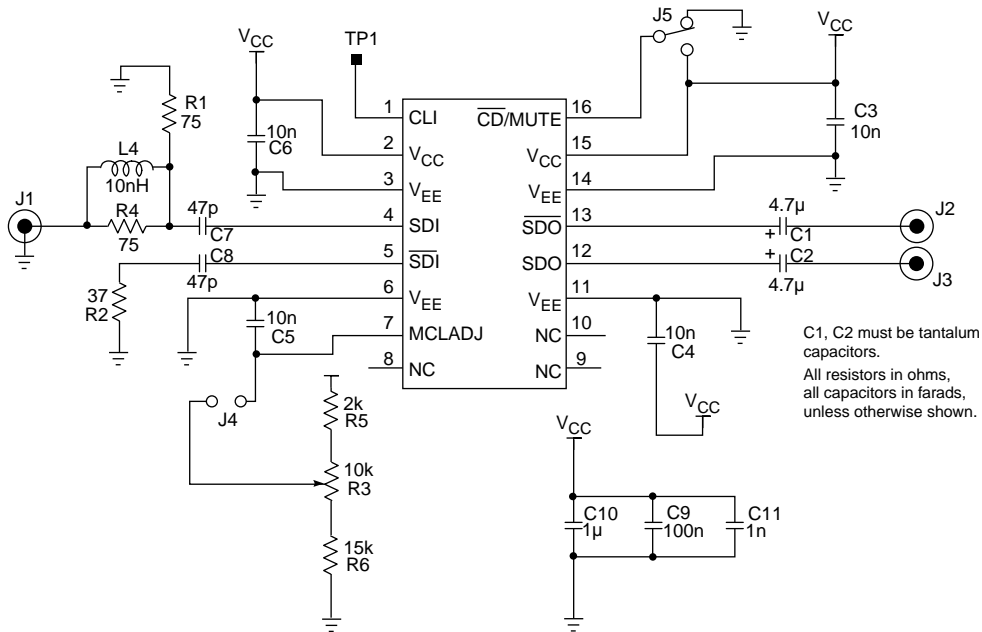 J5
VCC
TP1
VCC
R1
75
1
CLI
CD/MUTE
16
C3
10n
10n
C6
2
VCC
VCC
15
L4
10nH
3
VEE
VEE
14
J1
R4
75
47p
C7
4
SDI
SDO
13
4.7µ
+
C1
J2
C8
47p
5
SDI
SDO
12
+
C2
4.7µ
J3
37
R2
6
VEE
VEE
11
10n
C5
7
MCLADJ
NC
10
10n
C4
8
NC
NC
9
C1, C2 must be tantalum
capacitors.
All resistors in ohms,
all capacitors in farads,
unless otherwise shown.
J4
2k
R5
VCC
VCC
10k
R3
C10
1µ
C9
100n
C11
1n
15k
R6